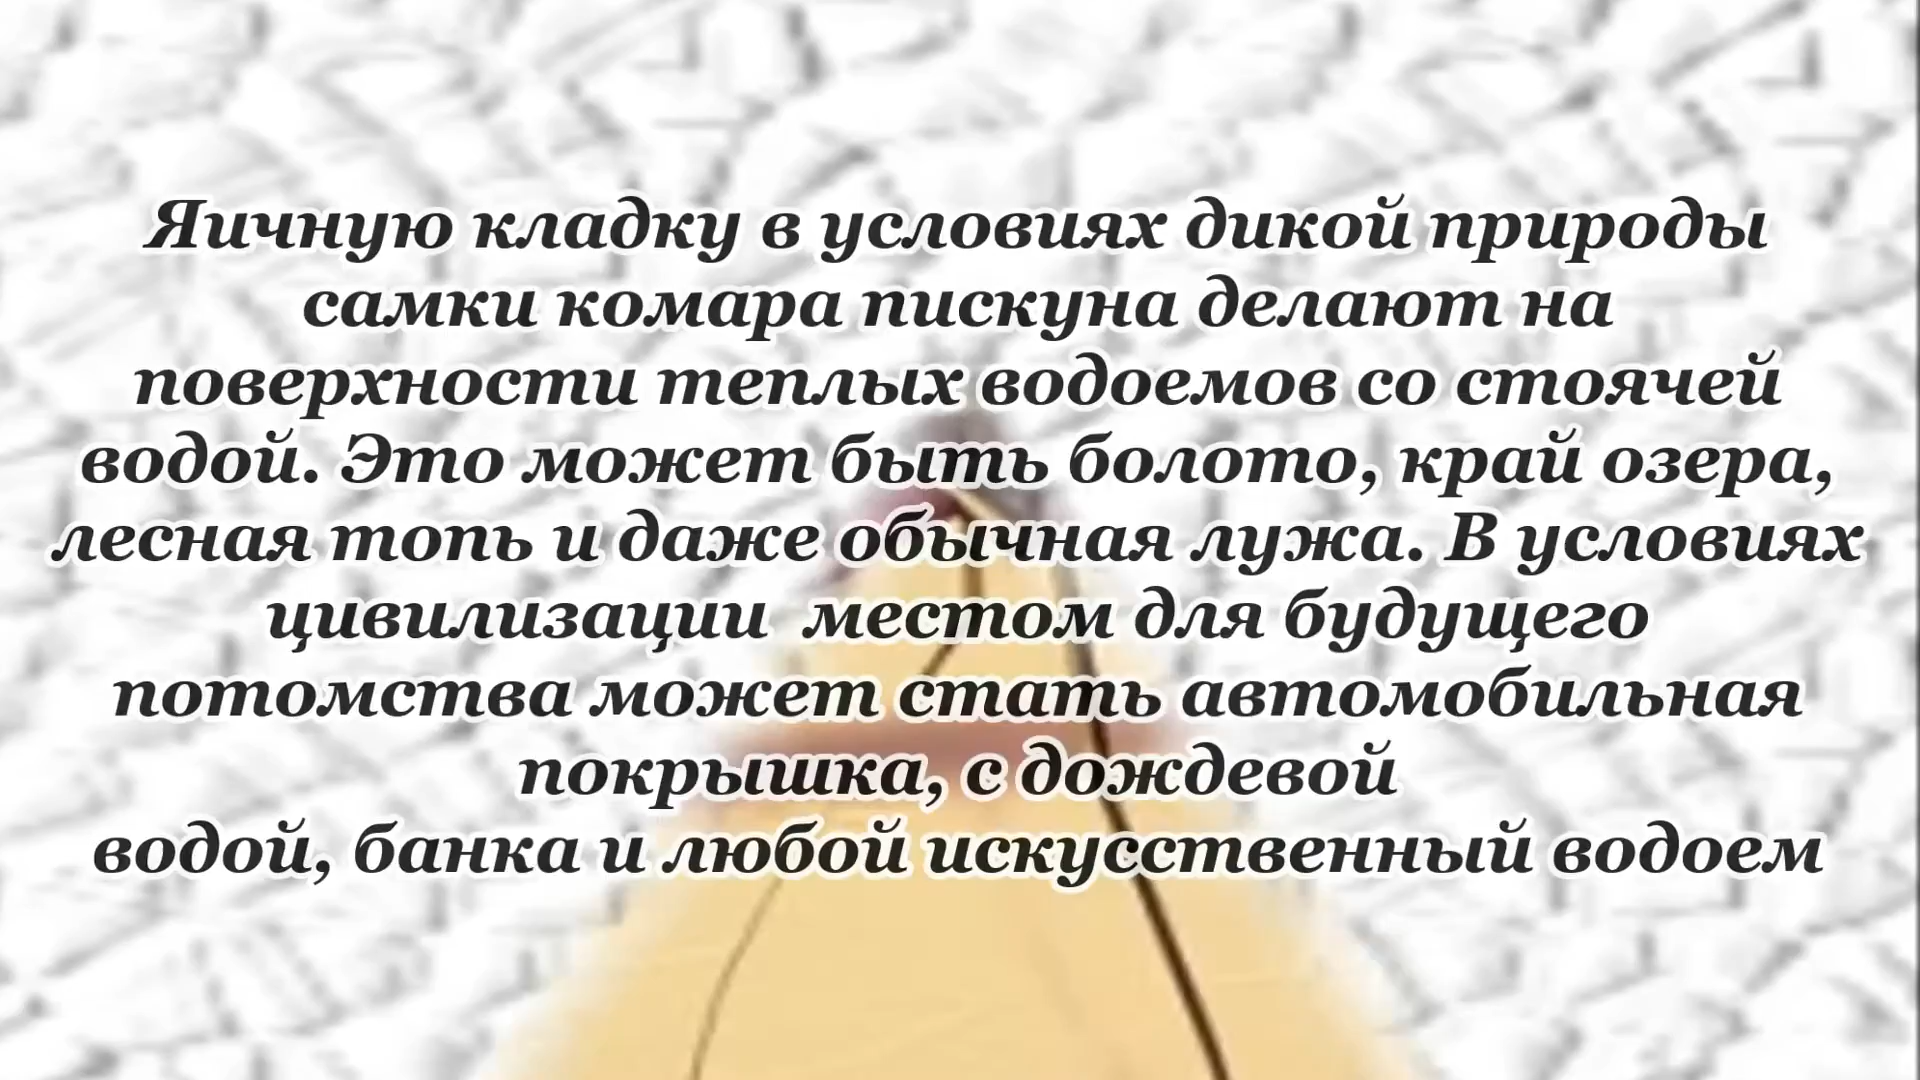 Яичную кладку в условиях дикой природы
самки комара пискуна делают на
поверхности теплых водоемов со стоячей
водой. Это может быть болото, край озера,
лесная топь и даже обычная лужа. В условиях
цивилизации  местом для будущего
потомства может стать автомобильная
покрышка, с дождевой
водой, банка и любой искусственный водоем